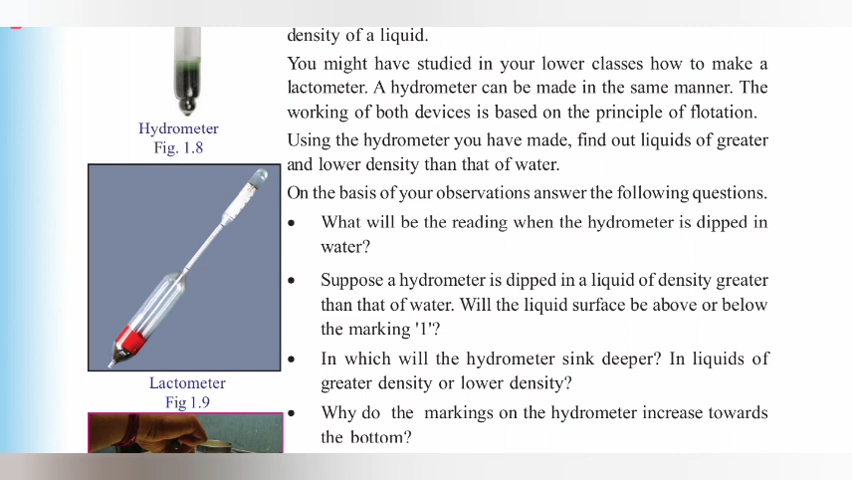 density of a liquid.
You might have studied in your lower classes how to make a
lactometer. A hydrometer can be made in the same manner. The
working of both devices is based on the principle of flotation.
Hydrometer
Fig. 1.8
Using the hydrometer you have made, find out liquids of greater
and lower density than that of water.
On the basis of your observations answer the following questions.
• What will be the reading when the hydrometer is dipped in
water?
• Suppose a hydrometer is dipped in a liquid of density greater
than that of water. Will the liquid surface be above or below
the marking '1'?
• In which will the hydrometer sink deeper? In liquids of
greater density or lower density?
Lactometer
Fig 1.9
• Why do the markings on the hydrometer increase towards
the bottom?